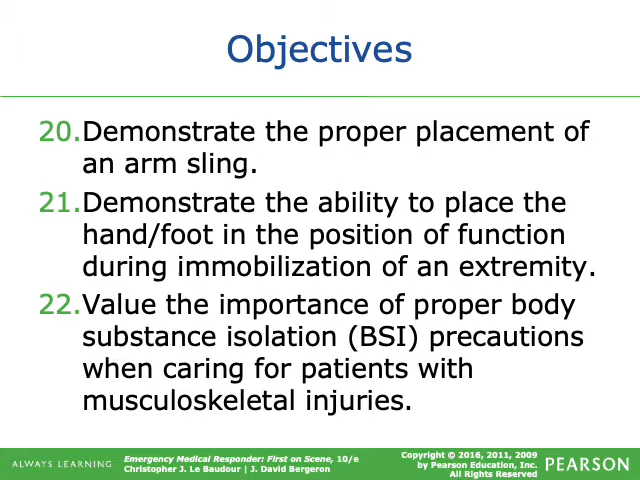 Objectives
20. Demonstrate the proper placement of
an arm sling.
21. Demonstrate the ability to place the
hand/foot in the position of function
during immobilization of an extremity.
22. Value the importance of proper body
substance isolation (BSI) precautions
when caring for patients with
musculoskeletal injuries.
ALWAYS LEARNING
Emergency Medical Responder: First on Scene, 10/e
Christopher J. Le Baudour | J. David Bergeron
Copyright © 2016, 2011, 2009
by Pearson Education, Inc.
All Rights Reserved
PEARSON